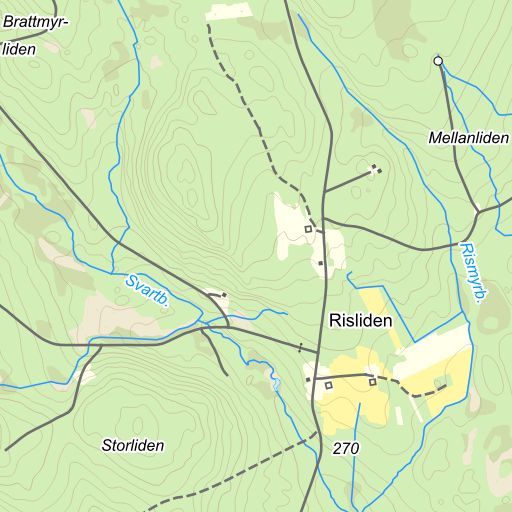 Brattmyr-
liden
Mellanliden
Rismyrb.
Svartb.
Risliden
Storliden
270